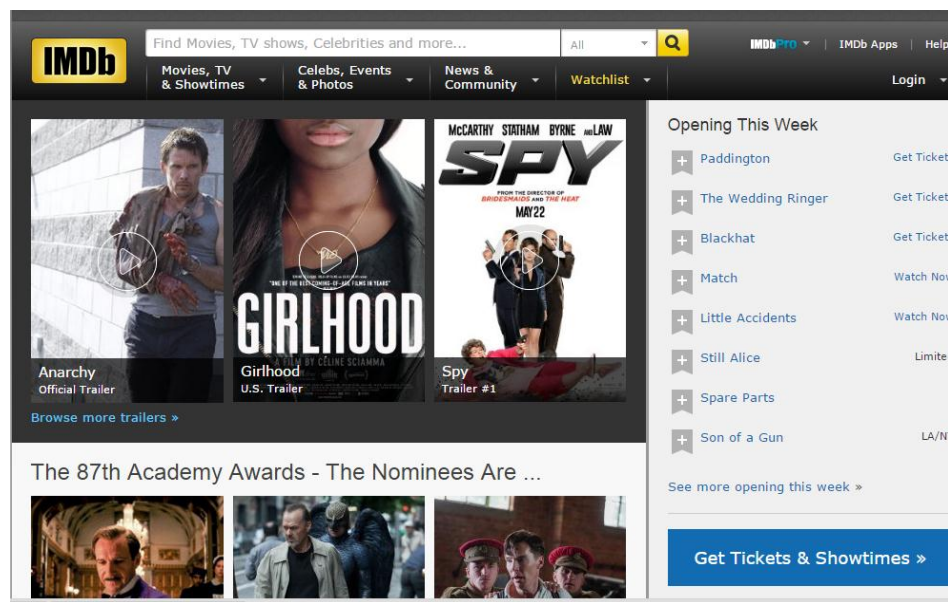 IMDb
Find Movies, TV shows, Celebrities and more...
All
IMDbPro
IMDb Apps
Help
Movies, TV
& Showtimes
Celebs, Events
& Photos
News &
Community
Watchlist
Login
McCARTHY STATHAM BYRNE AND LAW
SPY
FROM THE DIRECTOR OF
BRIDESMAIDS AND THE HEAT
MAY 22
"ONE OF THE BEST COMING-OF-AGE FILMS IN YEARS"
GIRLHOOD
A FILM BY CÉLINE SCIAMMA
Anarchy
Official Trailer
Girlhood
U.S. Trailer
Spy
Trailer #1
Browse more trailers »
The 87th Academy Awards - The Nominees Are ...
Opening This Week
Paddington Get Ticket
The Wedding Ringer Get Ticket
Blackhat Get Ticket
Match Watch Nov
Little Accidents Watch Nov
Still Alice Limite
Spare Parts
Son of a Gun LA/N
See more opening this week »
Get Tickets & Showtimes »